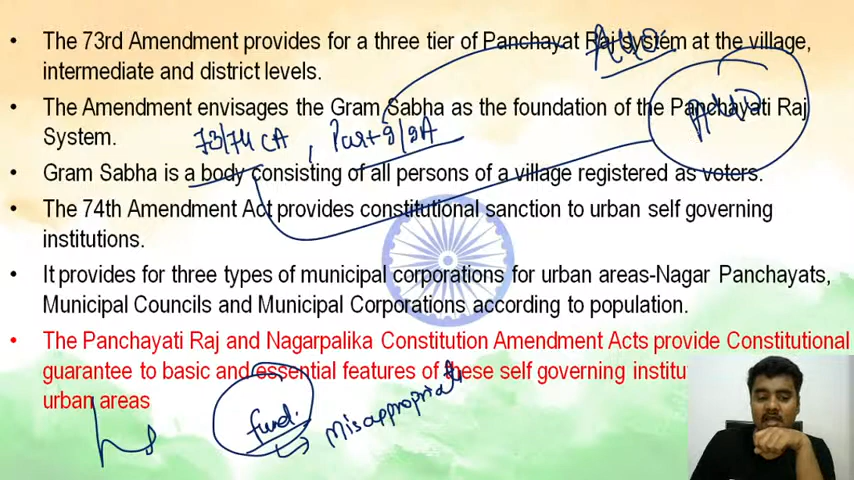 • The 73rd Amendment provides for a three tier of Panchayat Raj system at the village,
intermediate and district levels.
• The Amendment envisages the Gram Sabha as the foundation of the Panchayati Raj
System.
73/74 CA , Part 9/9A
• Gram Sabha is a body consisting of all persons of a village registered as voters.
• The 74th Amendment Act provides constitutional sanction to urban self governing
institutions.
• It provides for three types of municipal corporations for urban areas-Nagar Panchayats,
Municipal Councils and Municipal Corporations according to population.
• The Panchayati Raj and Nagarpalika Constitution Amendment Acts provide Constitutional
guarantee to basic and essential features of these self governing
urban areas
fund.